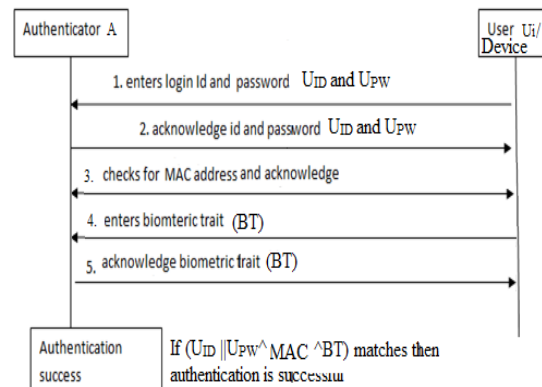 Authenticator A
User Ui/
Device
1. enters login Id and password UID and UPW
2. acknowledge id and password UID and UPW
3. checks for MAC address and acknowledge
4. enters biomteric trait (BT)
5, acknowledge biometric trait (BT)
Authentication
success
If (UID ||UPW^ MAC ^BT) matches then
authentication is successful